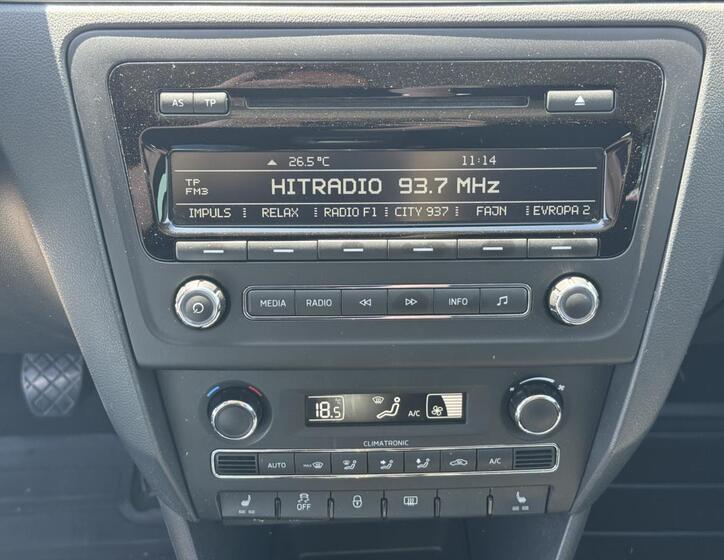 AS TP
26.5 °C 11:14
TP
FM3
HITRADIO 93.7 MHz
IMPULS RELAX RADIO F1 CITY 937 FAJN EVROPA 2
MEDIA RADIO INFO
18.5 °C A/C
CLIMATRONIC
AUTO MAX A/C
OFF